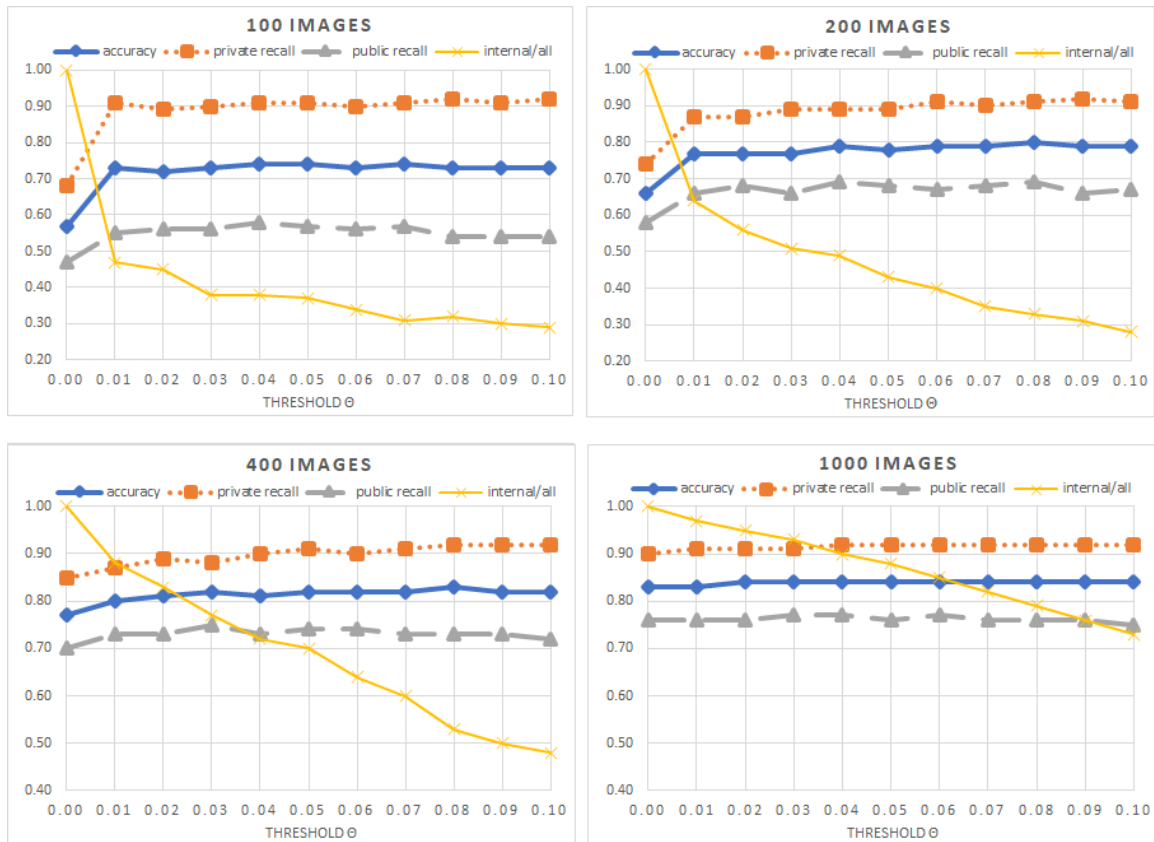 100 IMAGES
accuracy private recall public recall internal/all
1.00
0.90
0.80
0.70
0.60
0.50
0.40
0.30
0.20
0.00 0.01 0.02 0.03 0.04 0.05 0.06 0.07 0.08 0.09 0.10
THRESHOLD Θ
200 IMAGES
accuracy private recall public recall internal/all
1.00
0.90
0.80
0.70
0.60
0.50
0.40
0.30
0.20
0.00 0.01 0.02 0.03 0.04 0.05 0.06 0.07 0.08 0.09 0.10
THRESHOLD Θ
400 IMAGES
accuracy private recall public recall internal/all
1.00
0.90
0.80
0.70
0.60
0.50
0.40
0.00 0.01 0.02 0.03 0.04 0.05 0.06 0.07 0.08 0.09 0.10
THRESHOLD Θ
1000 IMAGES
accuracy private recall public recall internal/all
1.00
0.90
0.80
0.70
0.60
0.50
0.40
0.00 0.01 0.02 0.03 0.04 0.05 0.06 0.07 0.08 0.09 0.10
THRESHOLD Θ